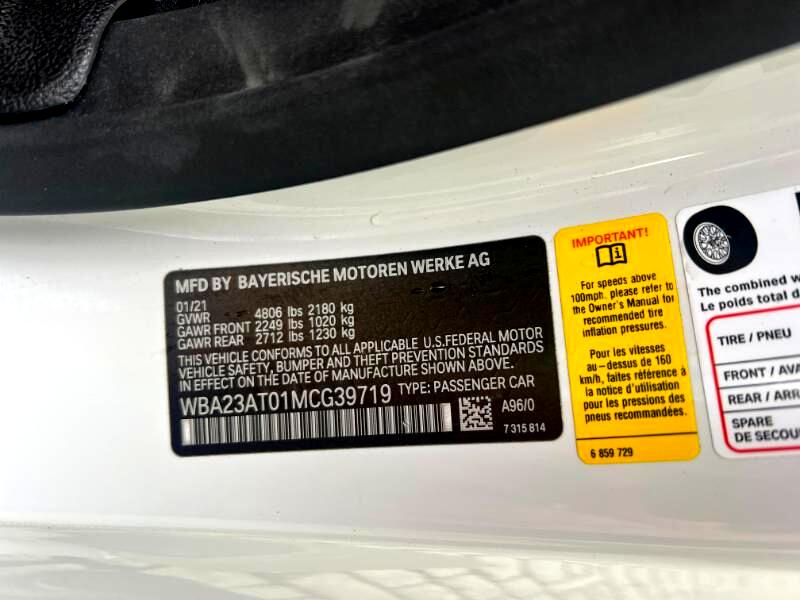 MFD BY BAYERISCHE MOTOREN WERKE AG
01/21
GVWR 4806 lbs 2180 kg
GAWR FRONT 2249 lbs 1020 kg
GAWR REAR 2712 lbs 1230 kg
THIS VEHICLE CONFORMS TO ALL APPLICABLE U.S.FEDERAL MOTOR
VEHICLE SAFETY, BUMPER AND THEFT PREVENTION STANDARDS
IN EFFECT ON THE DATE OF MANUFACTURE SHOWN ABOVE.
WBA23AT01MCG39719 TYPE: PASSENGER CAR
A96/0
7 315 814
IMPORTANT!
For speeds above
100mph, please refer to
the Owner's Manual for
recommended tire
inflation pressures.
Pour les vitesses
au-dessus de 160
km/h, faites référence à
la notice d'utilisation
pour les pressions des
pneus recommandées.
6 859 729
The combined w
Le poids total d
TIRE / PNEU
FRONT / AVA
REAR / ARR
SPARE
DE SECOU